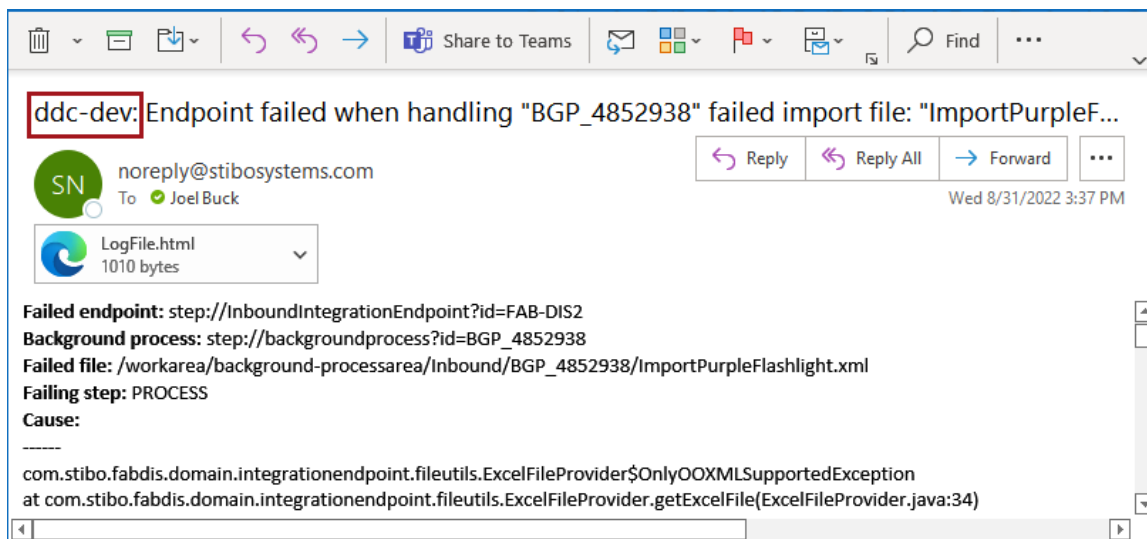 Share to Teams
Find
ddc-dev: Endpoint failed when handling "BGP_4852938" failed import file: "ImportPurpleF...
SN
noreply@stibosystems.com
To Joel Buck
Reply
Reply All
Forward
Wed 8/31/2022 3:37 PM
LogFile.html
1010 bytes
Failed endpoint: step://InboundIntegrationEndpoint?id=FAB-DIS2
Background process: step://backgroundprocess?id=BGP_4852938
Failed file: /workarea/background-processarea/Inbound/BGP_4852938/ImportPurpleFlashlight.xml
Failing step: PROCESS
Cause:
------
com.stibo.fabdis.domain.integrationendpoint.fileutils.ExcelFileProvider$OnlyOOXMLSupportedException
at com.stibo.fabdis.domain.integrationendpoint.fileutils.ExcelFileProvider.getExcelFile(ExcelFileProvider.java:34)